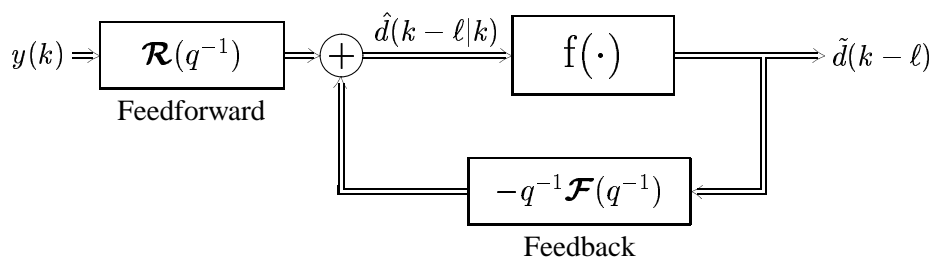 y(k) 𝓡(q⁻¹) + d̂(k − ℓ|k) f(·) d̃(k − ℓ)
Feedforward
−q⁻¹𝓕(q⁻¹)
Feedback